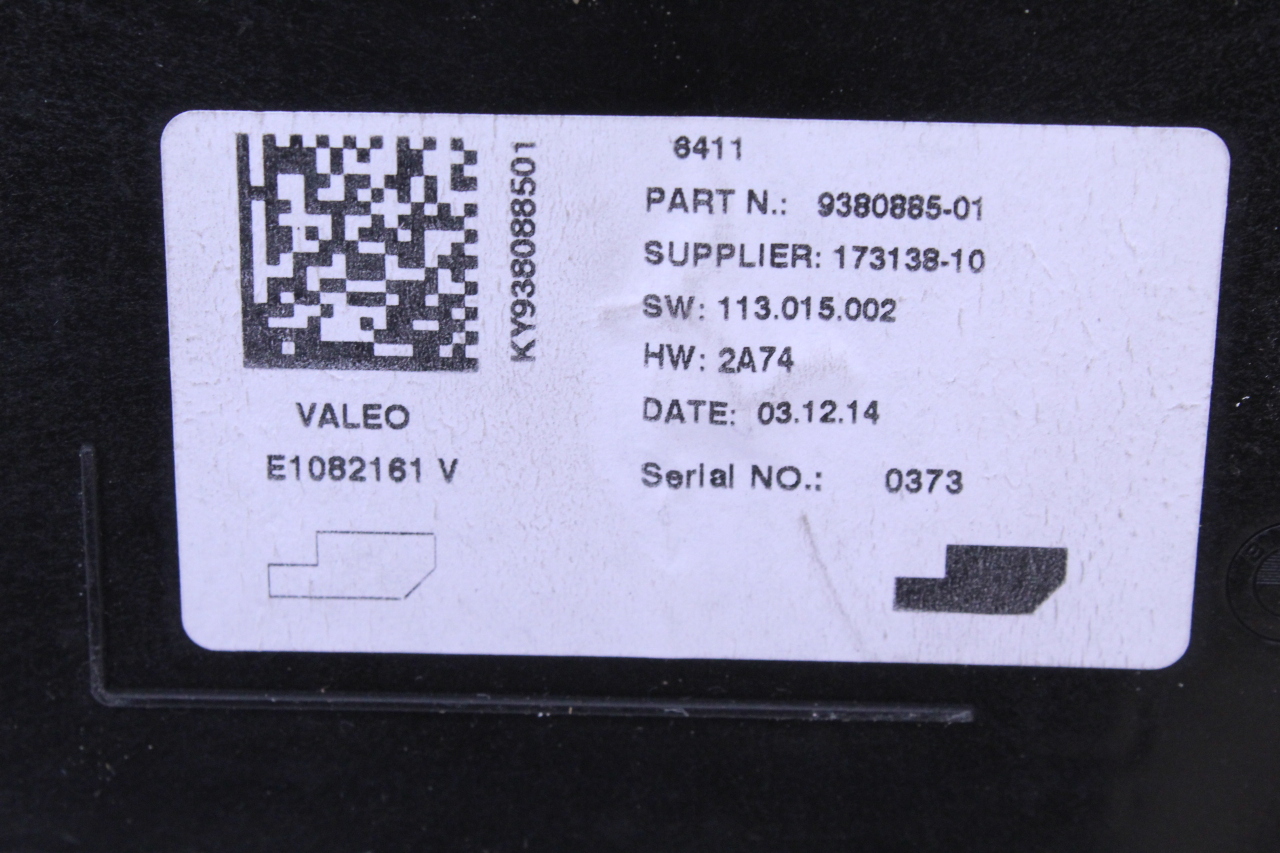 KY938088501
VALEO
E1082161 V
6411
PART N.: 9380885-01
SUPPLIER: 173138-10
SW: 113.015.002
HW: 2A74
DATE: 03.12.14
Serial NO.: 0373